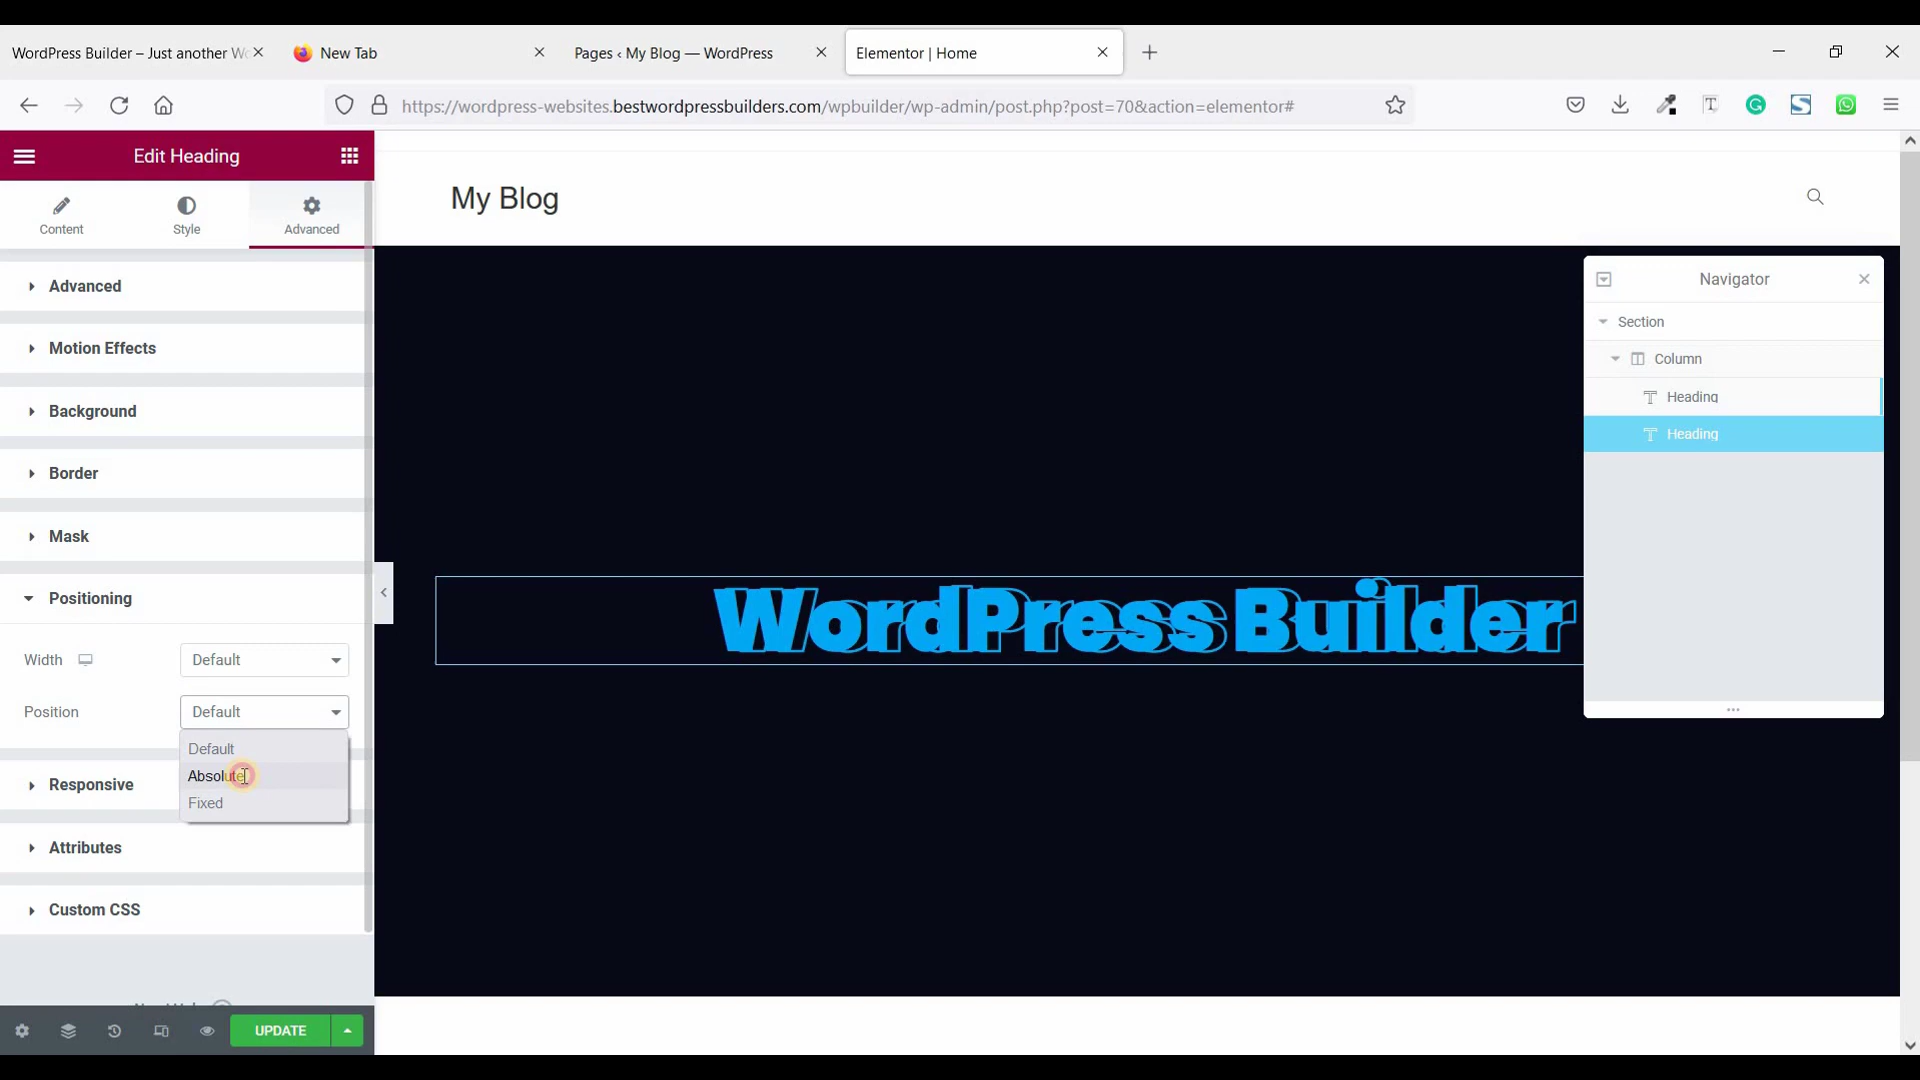 WordPress Builder – Just another Wo
New Tab
Pages ‹ My Blog — WordPress
Elementor | Home
https://wordpress-websites.bestwordpressbuilders.com/wpbuilder/wp-admin/post.php?post=70&action=elementor#
Edit Heading
Content
Style
Advanced
My Blog
Advanced
Motion Effects
Background
Border
Mask
Positioning
Width
Default
Position
Default
Default
Absolute
Fixed
Responsive
Attributes
Custom CSS
UPDATE
WordPress Builder
Navigator
Section
Column
Heading
Heading